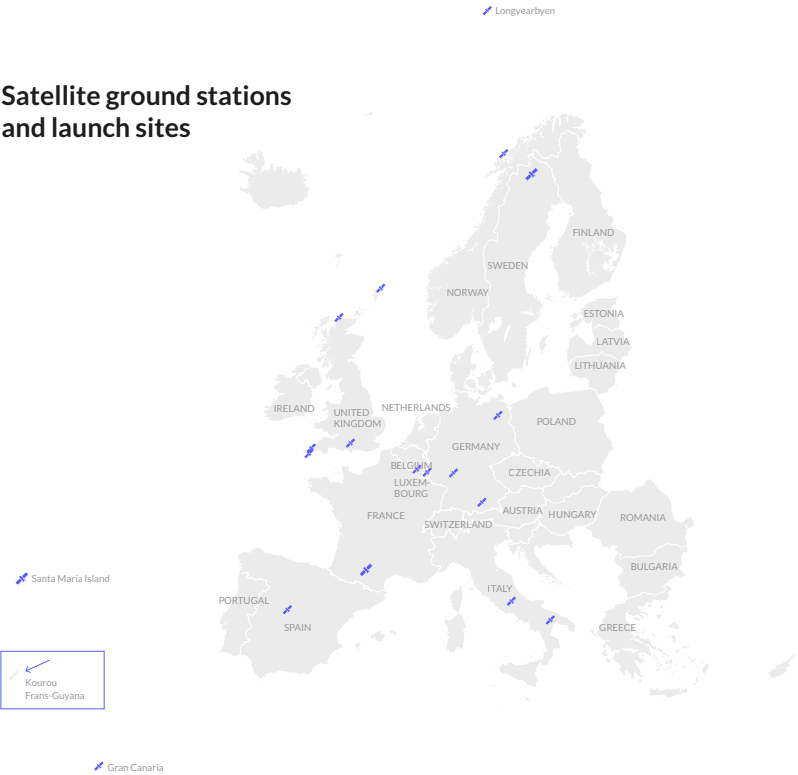 Longyearbyen
Satellite ground stations
and launch sites
FINLAND
SWEDEN
NORWAY
ESTONIA
LATVIA
LITHUANIA
IRELAND
UNITED
KINGDOM
NETHERLANDS
POLAND
GERMANY
BELGIUM
CZECHIA
LUXEM-
BOURG
FRANCE
SWITZERLAND
AUSTRIA
HUNGARY
ROMANIA
BULGARIA
Santa Maria Island
ITALY
PORTUGAL
SPAIN
GREECE
Kourou
Frans-Guyana
Gran Canaria